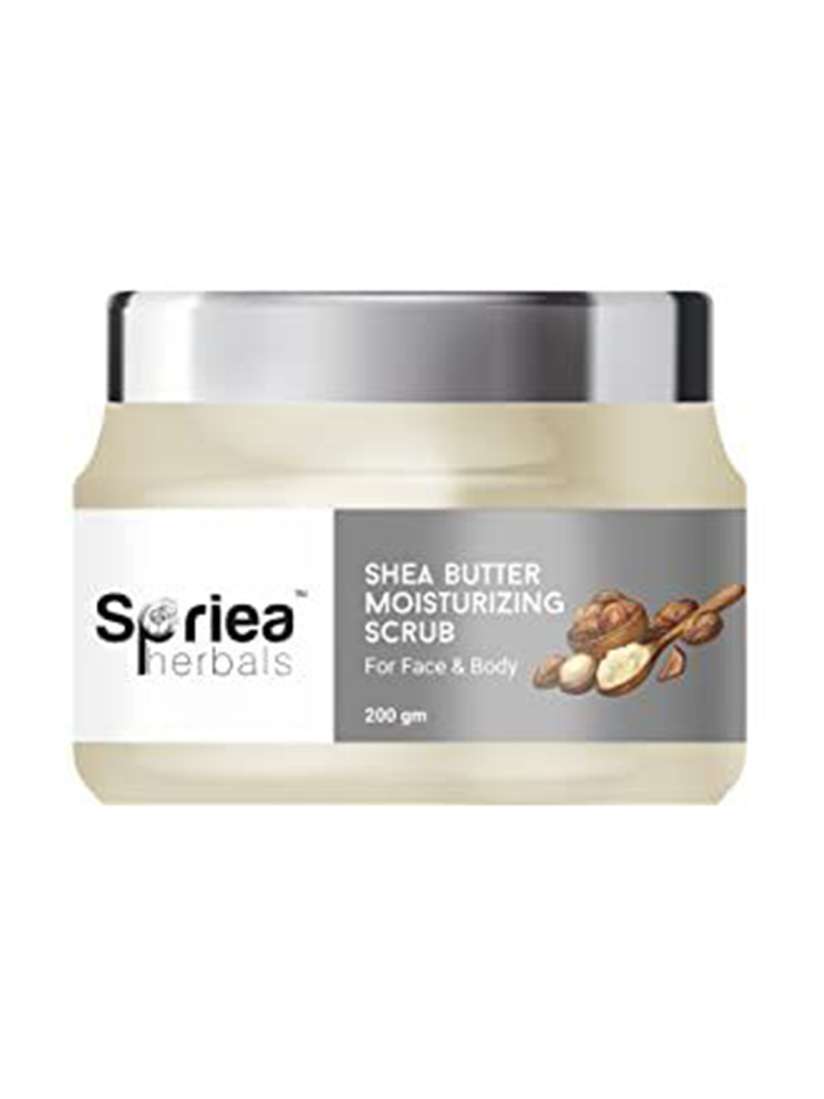 Spriea™
herbals
SHEA BUTTER
MOISTURIZING
SCRUB
For Face & Body
200 gm